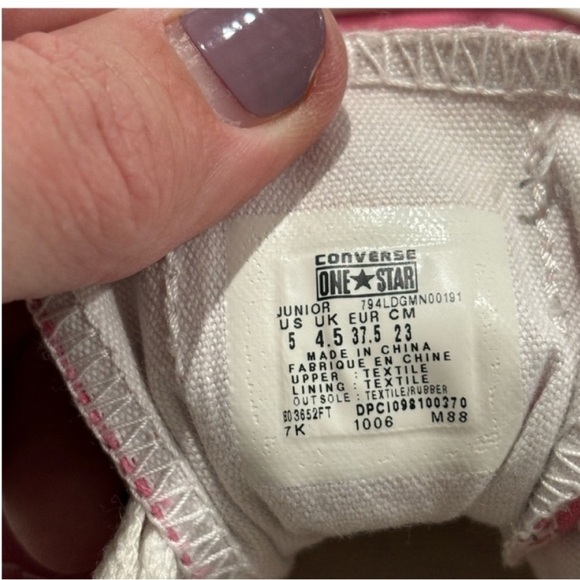 CONVERSE
ONE★STAR
JUNIOR 794LDGMN00191
US UK EUR CM
5 4.5 37.5 23
MADE IN CHINA
FABRIQUE EN CHINE
UPPER : TEXTILE
LINING : TEXTILE
OUTSOLE : TEXTILE/RUBBER
803652FT DPCI098100370
7K 1006 M88